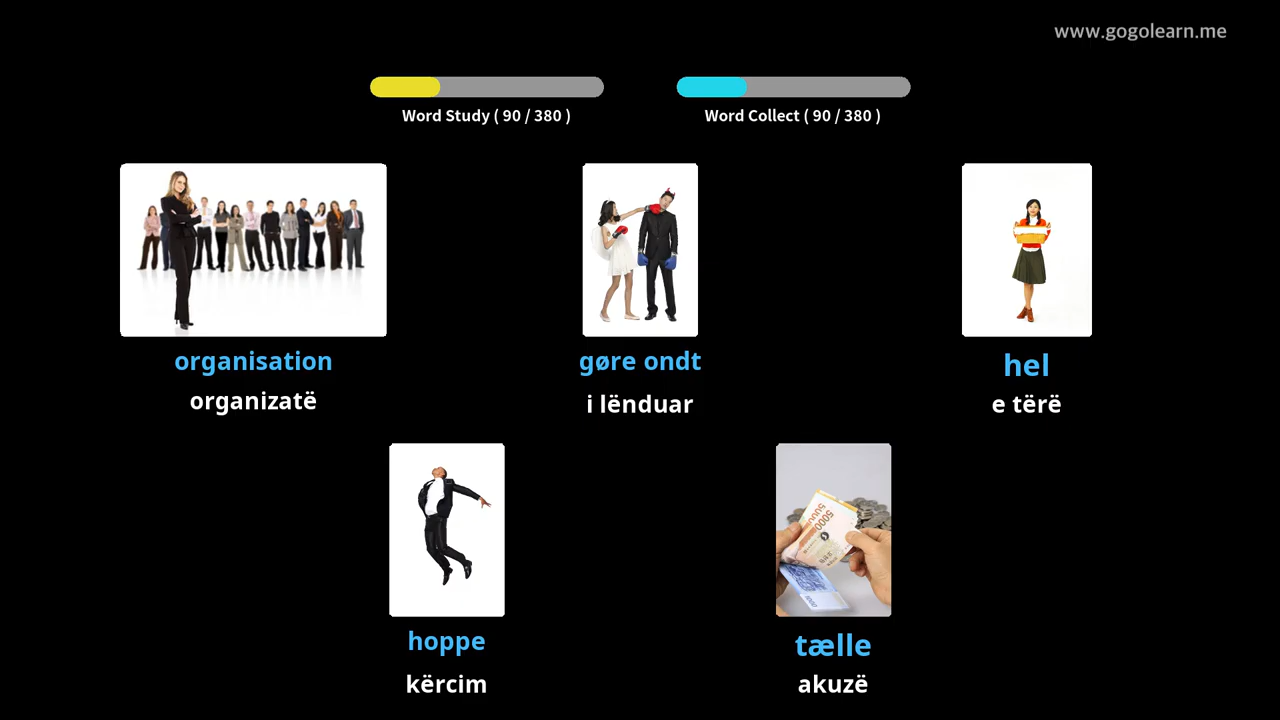 www.gogolearn.me
Word Study ( 90 / 380 )
Word Collect ( 90 / 380 )
organisation
organizatë
gøre ondt
i lënduar
hel
e tërë
hoppe
kërcim
tælle
akuzë